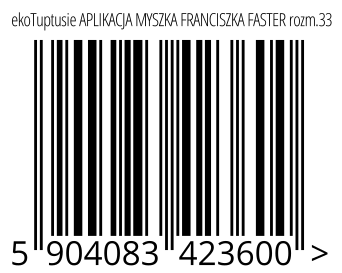 ekoTuptusie APLIKACJA MYSZKA FRANCISZKA FASTER rozm.33
5 904083 423600 >